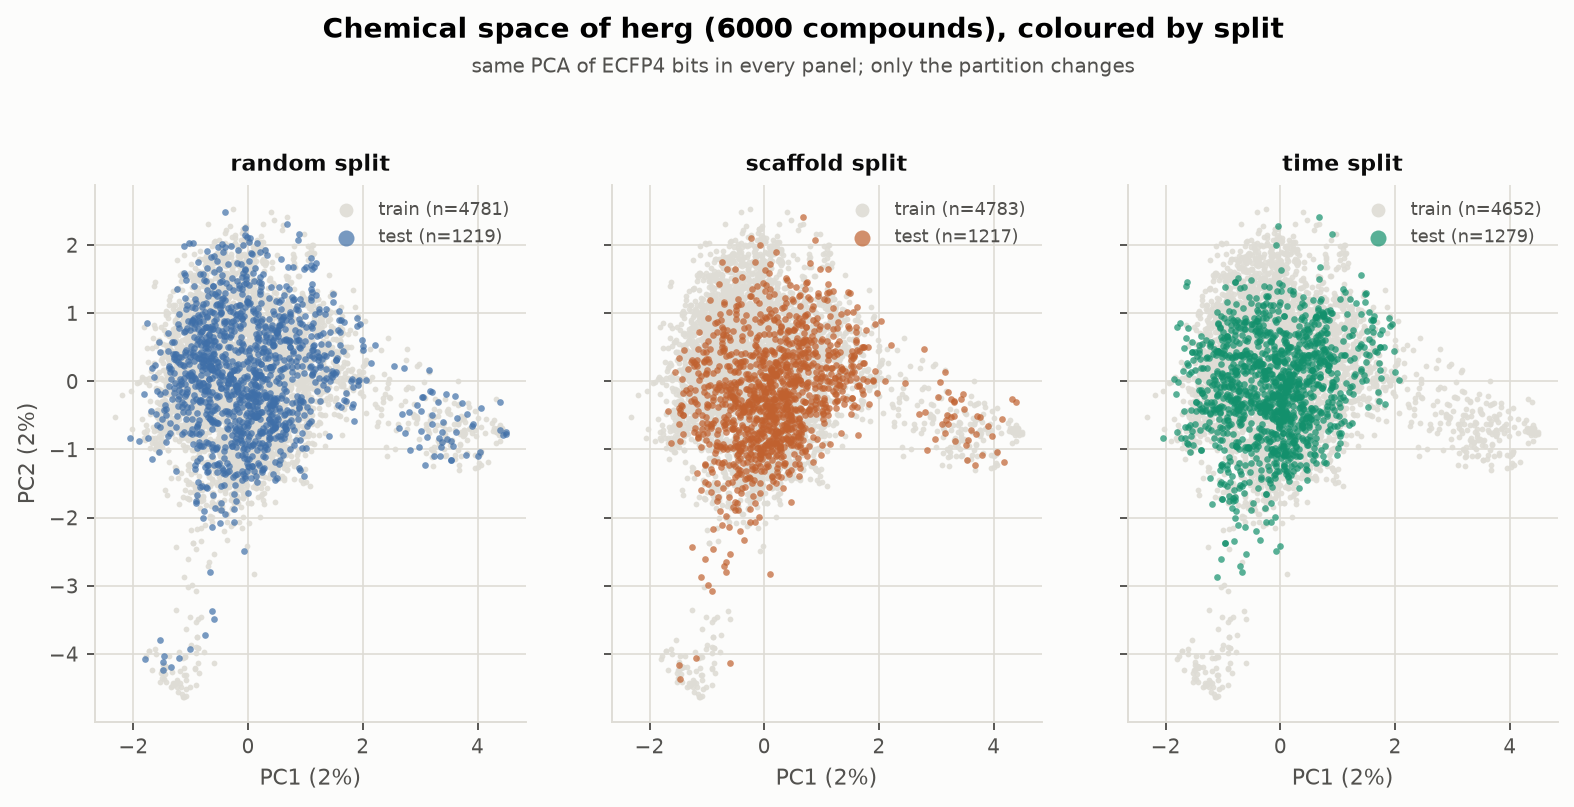 Chemical space of herg (6000 compounds), coloured by split
same PCA of ECFP4 bits in every panel; only the partition changes
random split
train (n=4781)
test (n=1219)
2
1
0
−1
−2
−3
−4
PC2 (2%)
−2
0
2
4
PC1 (2%)
scaffold split
train (n=4783)
test (n=1217)
−2
0
2
4
PC1 (2%)
time split
train (n=4652)
test (n=1279)
−2
0
2
4
PC1 (2%)